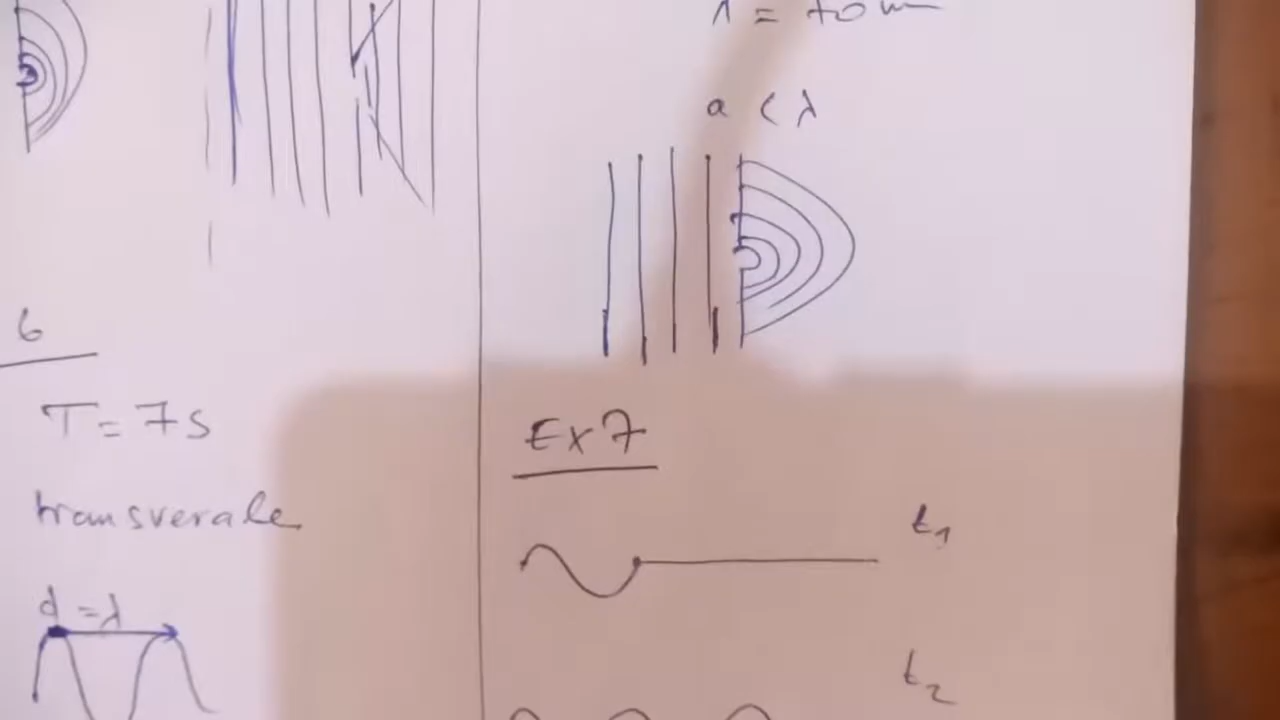 6
T = 7s
transverale
d = λ
a < λ
Ex 7
t₁
t₂